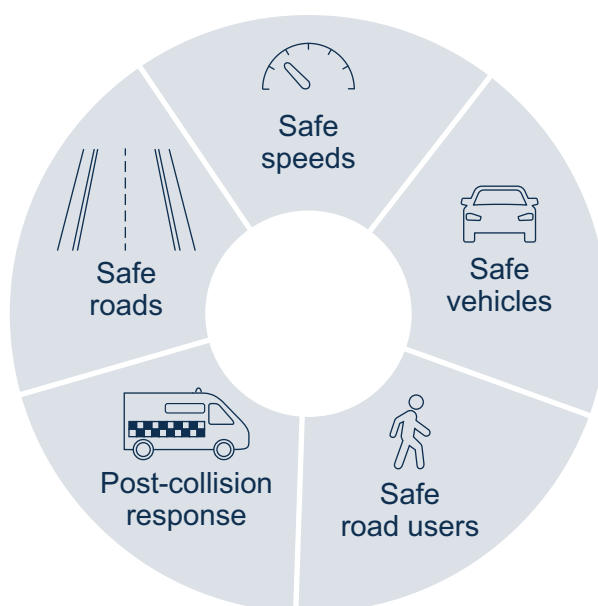 Safe
speeds
Safe
vehicles
Safe
road users
Post-collision
response
Safe
roads